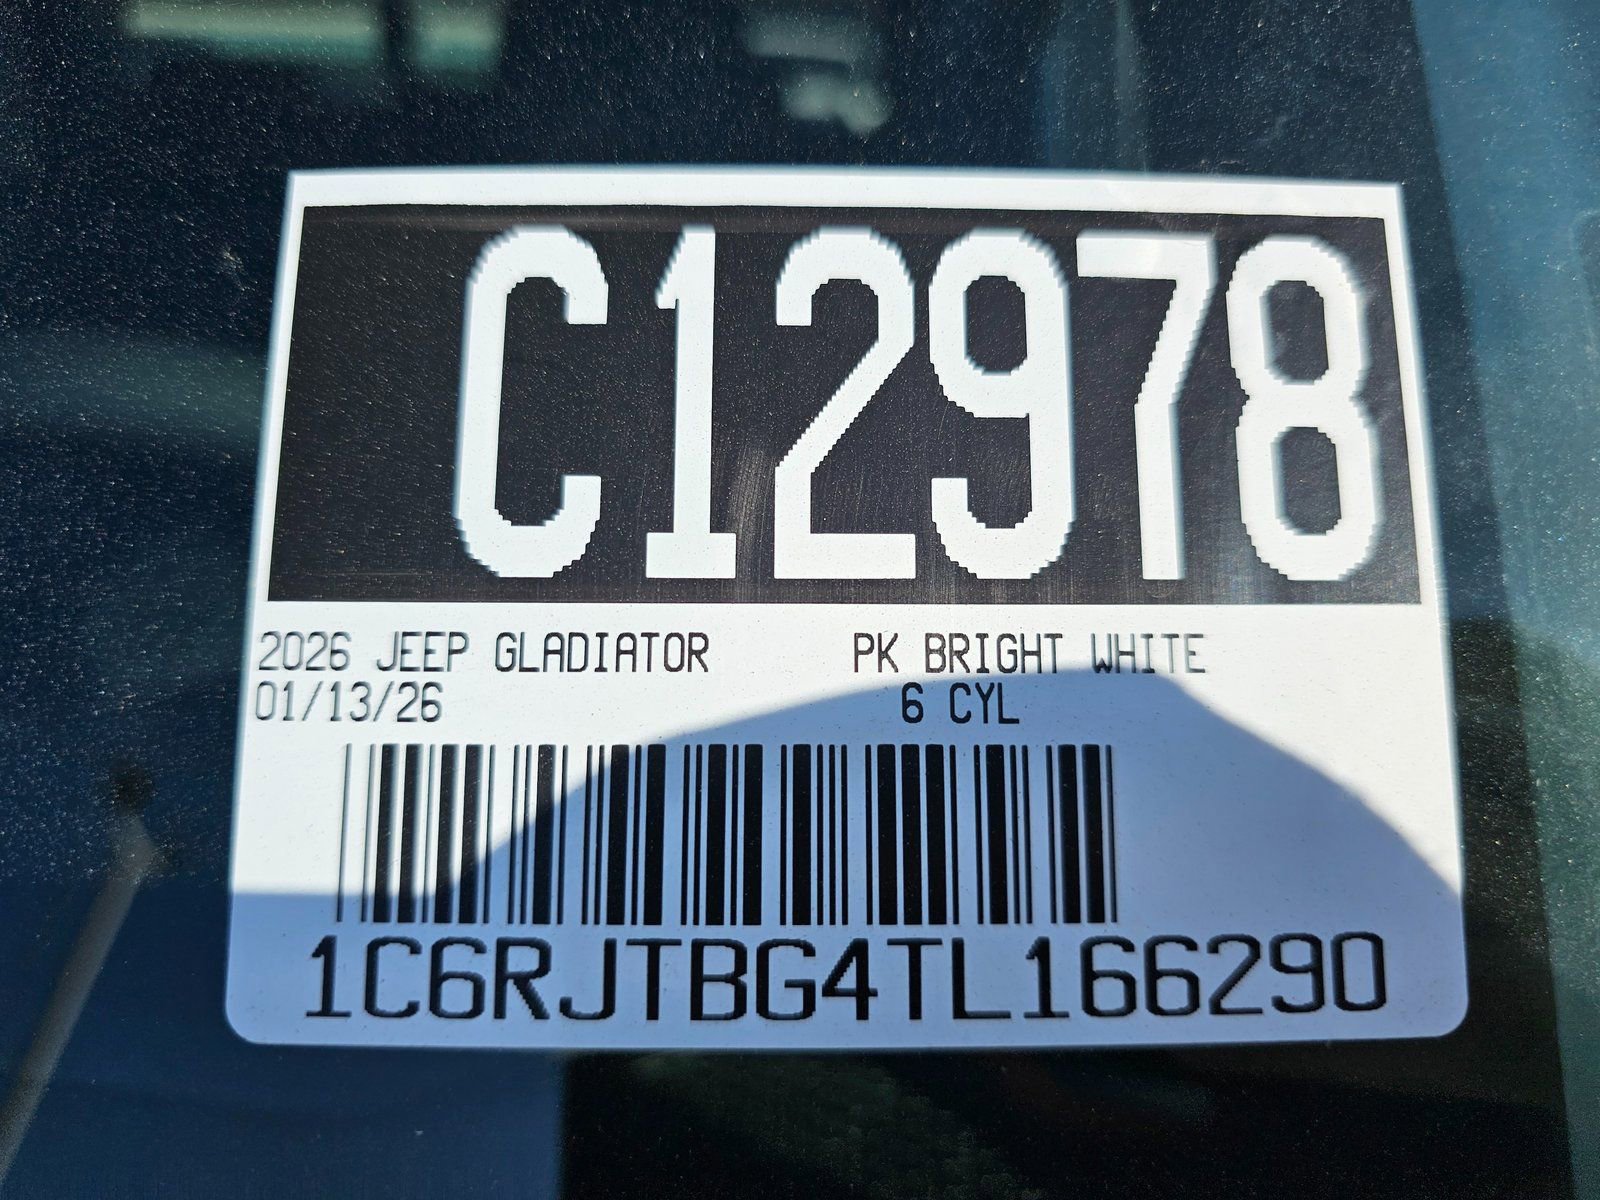 C12978
2026 JEEP GLADIATOR PK BRIGHT WHITE
01/13/26 6 CYL
1C6RJTBG4TL166290